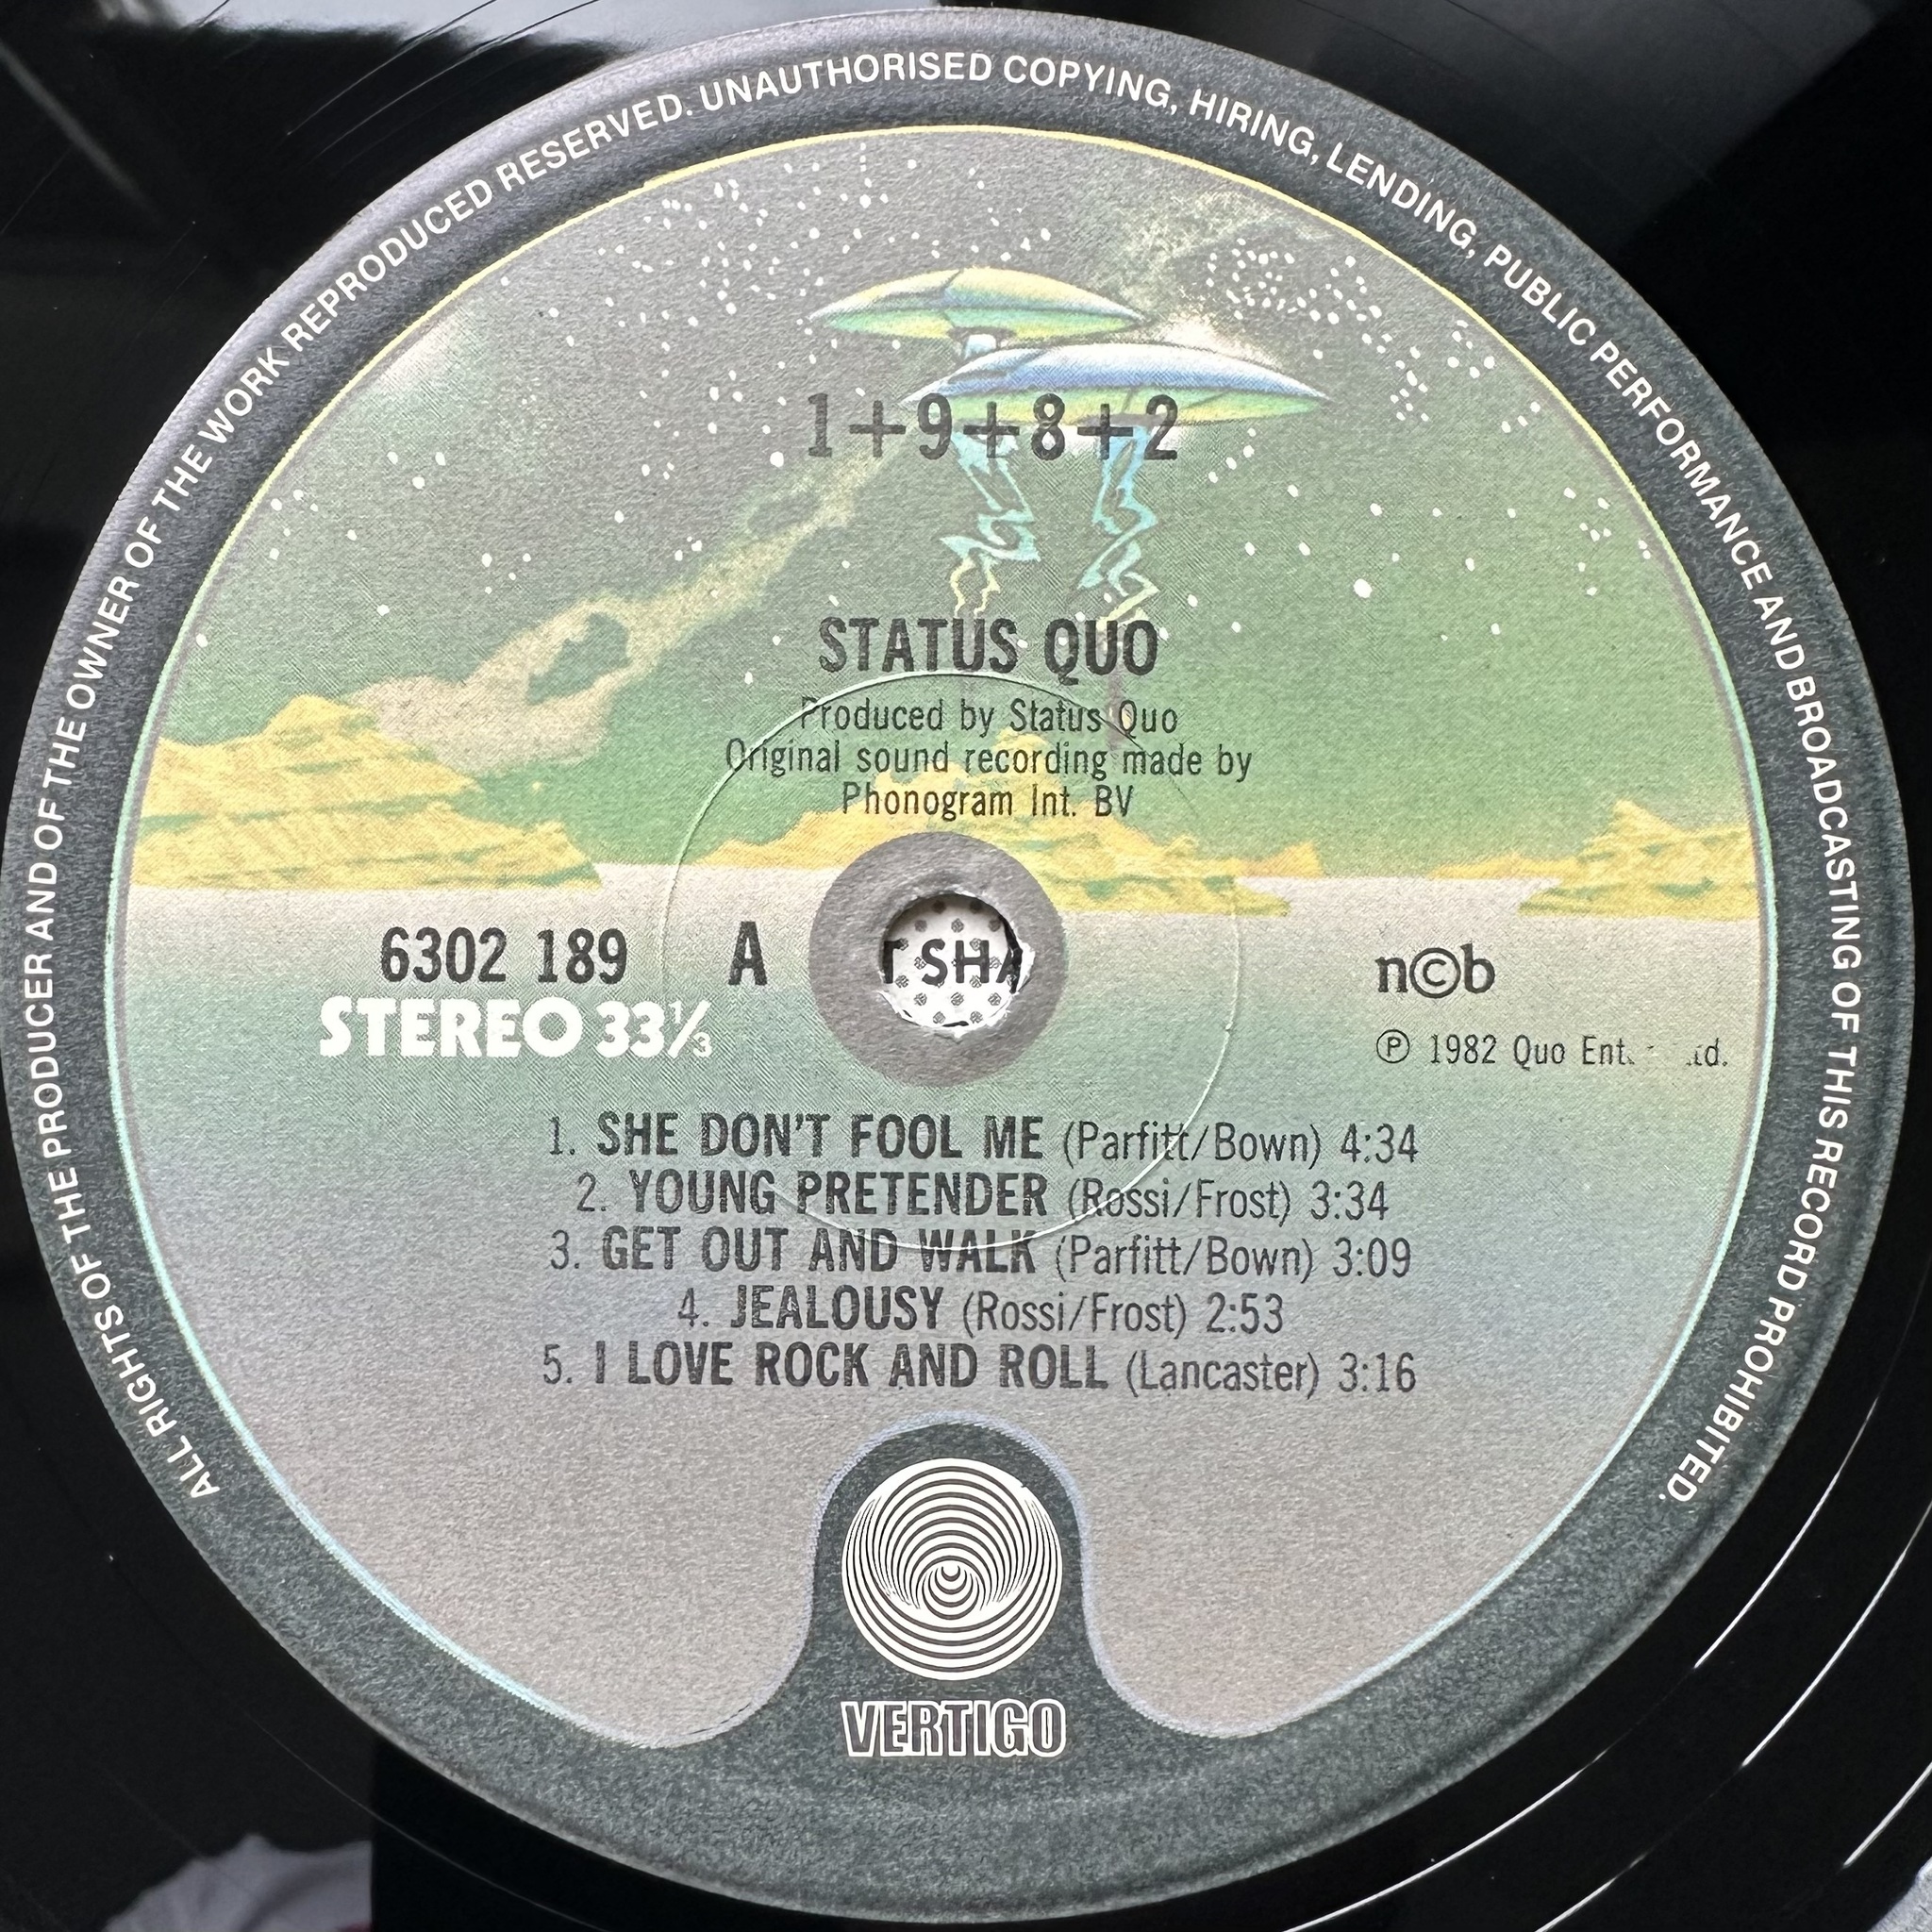 ALL RIGHTS OF THE PRODUCER AND OF THE OWNER OF THE WORK REPRODUCED RESERVED. UNAUTHORISED COPYING, HIRING, LENDING, PUBLIC PERFORMANCE AND BROADCASTING OF THIS RECORD PROHIBITED.
1+9+8+2
STATUS QUO
Produced by Status Quo
Original sound recording made by
Phonogram Int. BV
6302 189 A
SHA
n©b
STEREO 33⅓
℗ 1982 Quo Ent.
1. SHE DON'T FOOL ME (Parfitt/Bown) 4:34
2. YOUNG PRETENDER (Rossi/Frost) 3:34
3. GET OUT AND WALK (Parfitt/Bown) 3:09
4. JEALOUSY (Rossi/Frost) 2:53
5. I LOVE ROCK AND ROLL (Lancaster) 3:16
VERTIGO